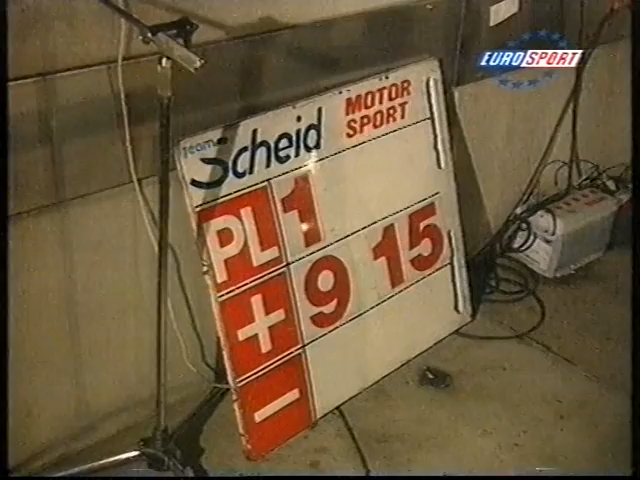 EUROSPORT
team Scheid MOTOR SPORT
PL 1
+ 9 15
-